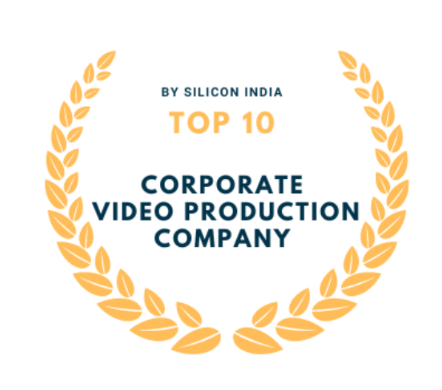 BY SILICON INDIA
TOP 10
CORPORATE
VIDEO PRODUCTION
COMPANY